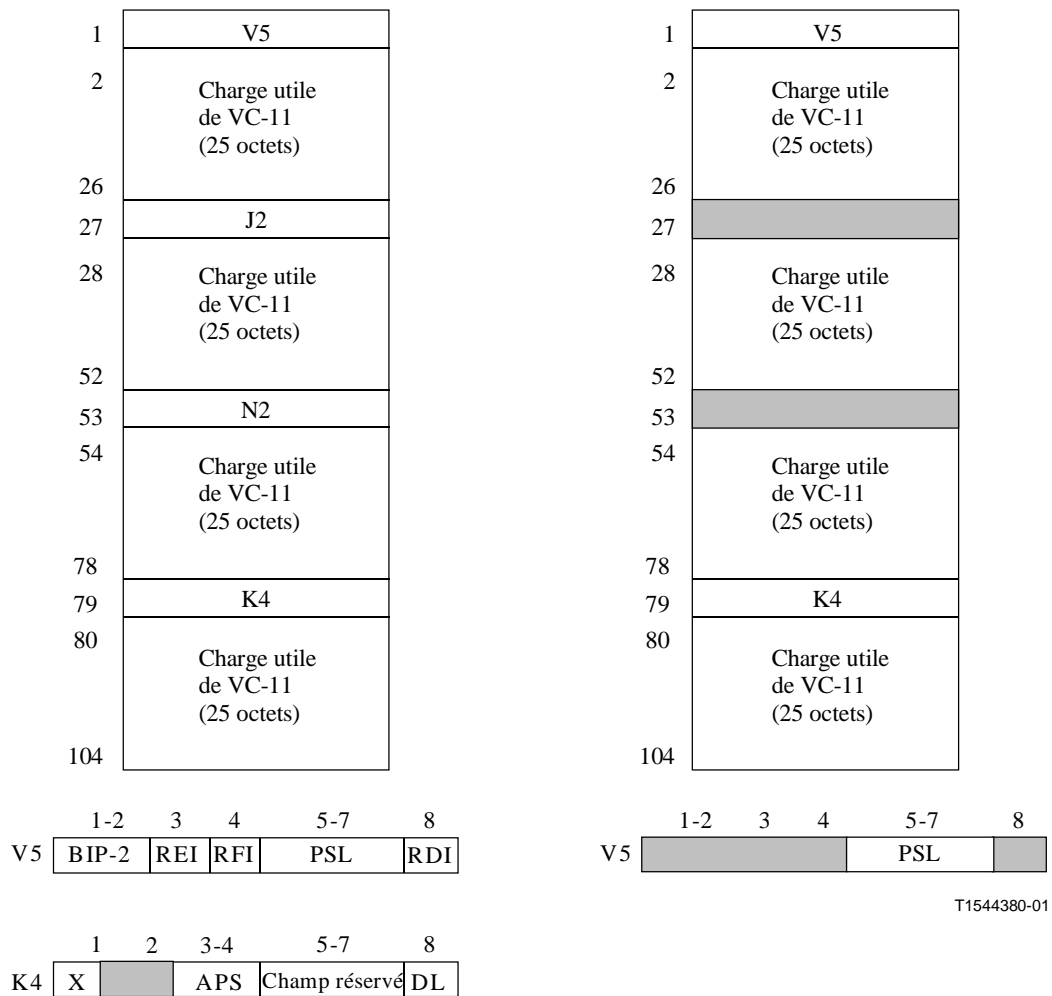 1 V5
2 Charge utile
de VC-11
(25 octets)
26
27 J2
28 Charge utile
de VC-11
(25 octets)
52
53 N2
54 Charge utile
de VC-11
(25 octets)
78
79 K4
80 Charge utile
de VC-11
(25 octets)
104
1 V5
2 Charge utile
de VC-11
(25 octets)
26
27
28 Charge utile
de VC-11
(25 octets)
52
53
54 Charge utile
de VC-11
(25 octets)
78
79 K4
80 Charge utile
de VC-11
(25 octets)
104
1-2 3 4 5-7 8
V5 BIP-2 REI RFI PSL RDI
1-2 3 4 5-7 8
V5 PSL
T1544380-01
1 2 3-4 5-7 8
K4 X APS Champ réservé DL